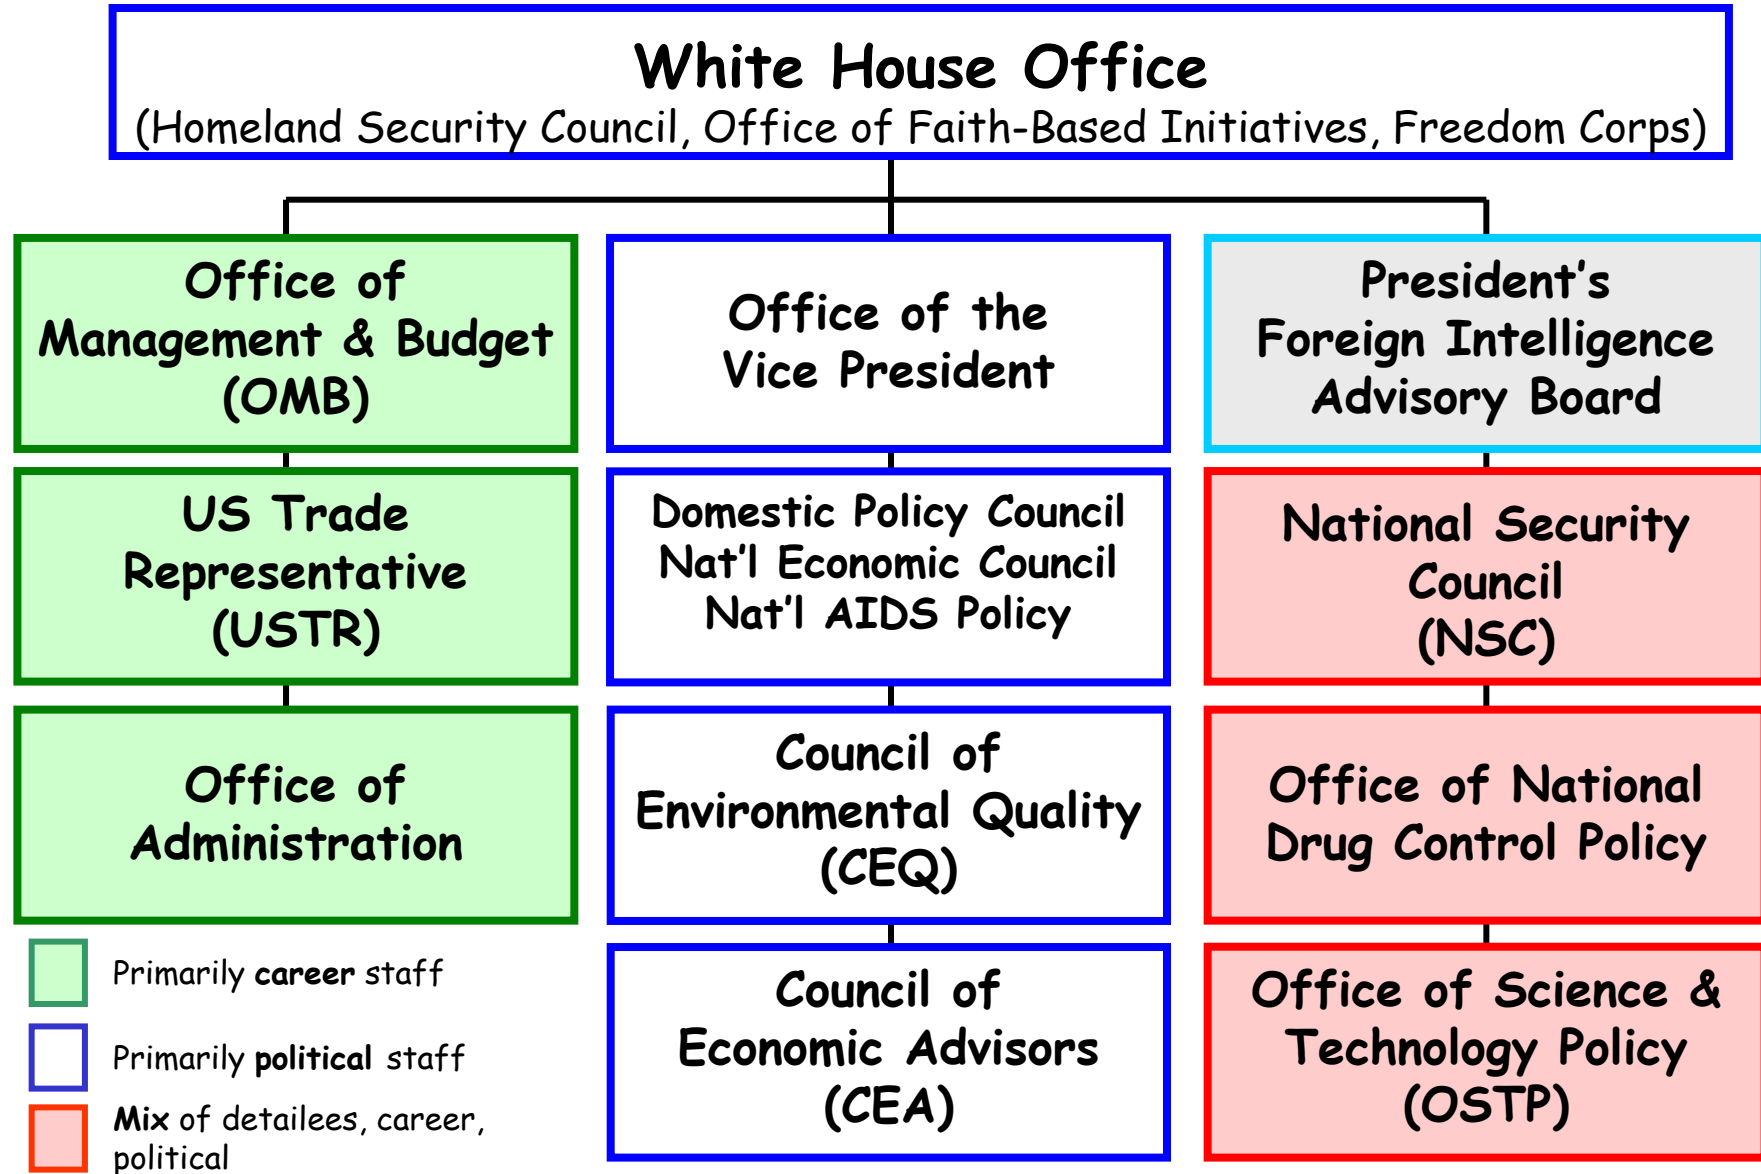 White House Office
(Homeland Security Council, Office of Faith-Based Initiatives, Freedom Corps)
Office of
Management & Budget
(OMB)
Office of the
Vice President
President’s
Foreign Intelligence
Advisory Board
US Trade
Representative
(USTR)
Domestic Policy Council
Nat’l Economic Council
Nat’l AIDS Policy
National Security
Council
(NSC)
Office of
Administration
Council of
Environmental Quality
(CEQ)
Office of National
Drug Control Policy
Council of
Economic Advisors
(CEA)
Office of Science &
Technology Policy
(OSTP)
Primarily career staff
Primarily political staff
Mix of detailees, career,
political